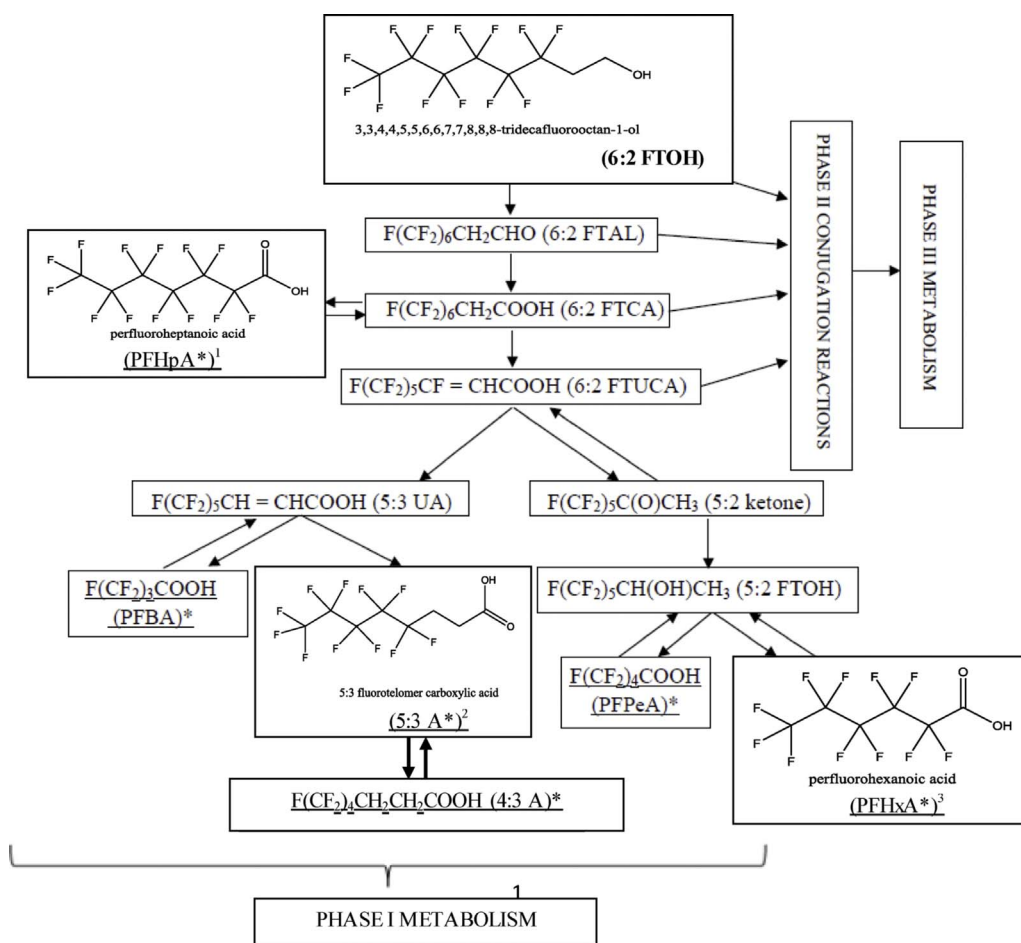 F F F F F F
F
F
F F F F F
OH
3,3,4,4,5,5,6,6,7,7,8,8,8-tridecafluorooctan-1-ol
(6:2 FTOH)
PHASE II CONJUGATION REACTIONS
PHASE III METABOLISM
F(CF2)6CH2CHO (6:2 FTAL)
F F F F F F O
F
F
F F F F F F OH
perfluoroheptanoic acid
(PFHpA*)1
F(CF2)6CH2COOH (6:2 FTCA)
F(CF2)5CF = CHCOOH (6:2 FTUCA)
F(CF2)5CH = CHCOOH (5:3 UA)
F(CF2)5C(O)CH3 (5:2 ketone)
F(CF2)3COOH
(PFBA)*
F F F F OH
F
F
F F F F F O
5:3 fluorotelomer carboxylic acid
(5:3 A*)2
F(CF2)5CH(OH)CH3 (5:2 FTOH)
F(CF2)4COOH
(PFPeA)*
F F F F O
F
F
F F F F F OH
perfluorohexanoic acid
(PFHxA*)3
F(CF2)4CH2CH2COOH (4:3 A)*
1
PHASE I METABOLISM